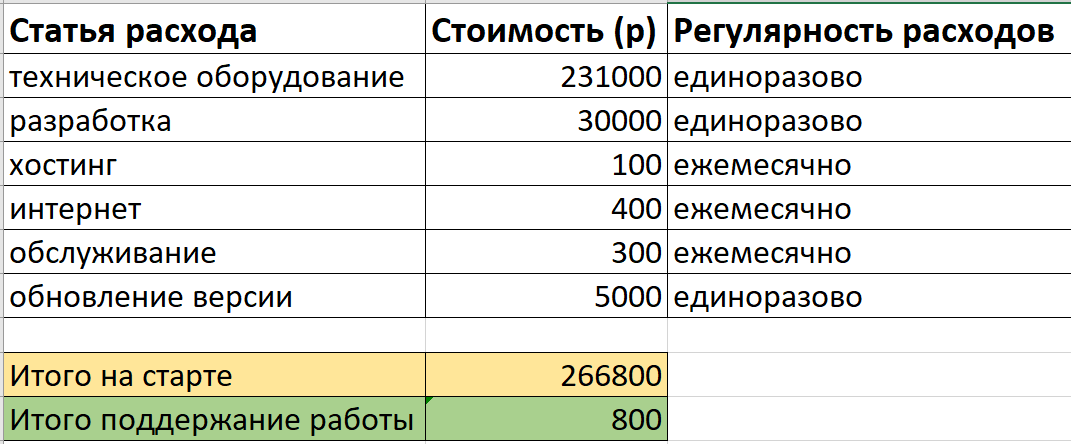 Статья расхода Стоимость (р) Регулярность расходов
техническое оборудование 231000 единоразово
разработка 30000 единоразово
хостинг 100 ежемесячно
интернет 400 ежемесячно
обслуживание 300 ежемесячно
обновление версии 5000 единоразово
Итого на старте 266800
Итого поддержание работы 800